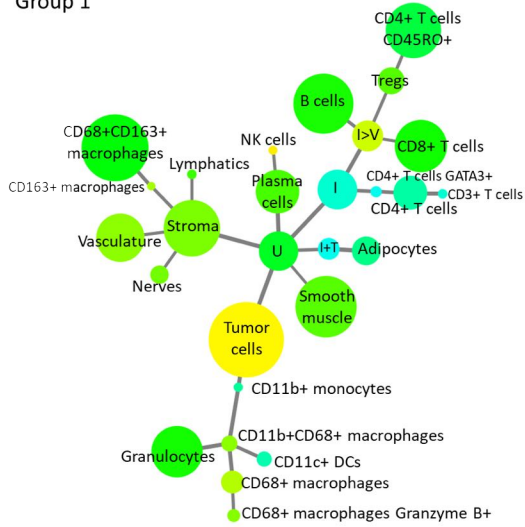 Group 1
CD4+ T cells
CD45RO+
Tregs
B cells
I>V
CD8+ T cells
NK cells
CD68+CD163+
macrophages
Lymphatics
CD163+ macrophages
Plasma
cells
I
CD4+ T cells GATA3+
CD3+ T cells
CD4+ T cells
Stroma
Vasculature
U
I+T
Adipocytes
Nerves
Smooth
muscle
Tumor
cells
CD11b+ monocytes
CD11b+CD68+ macrophages
Granulocytes
CD11c+ DCs
CD68+ macrophages
CD68+ macrophages Granzyme B+